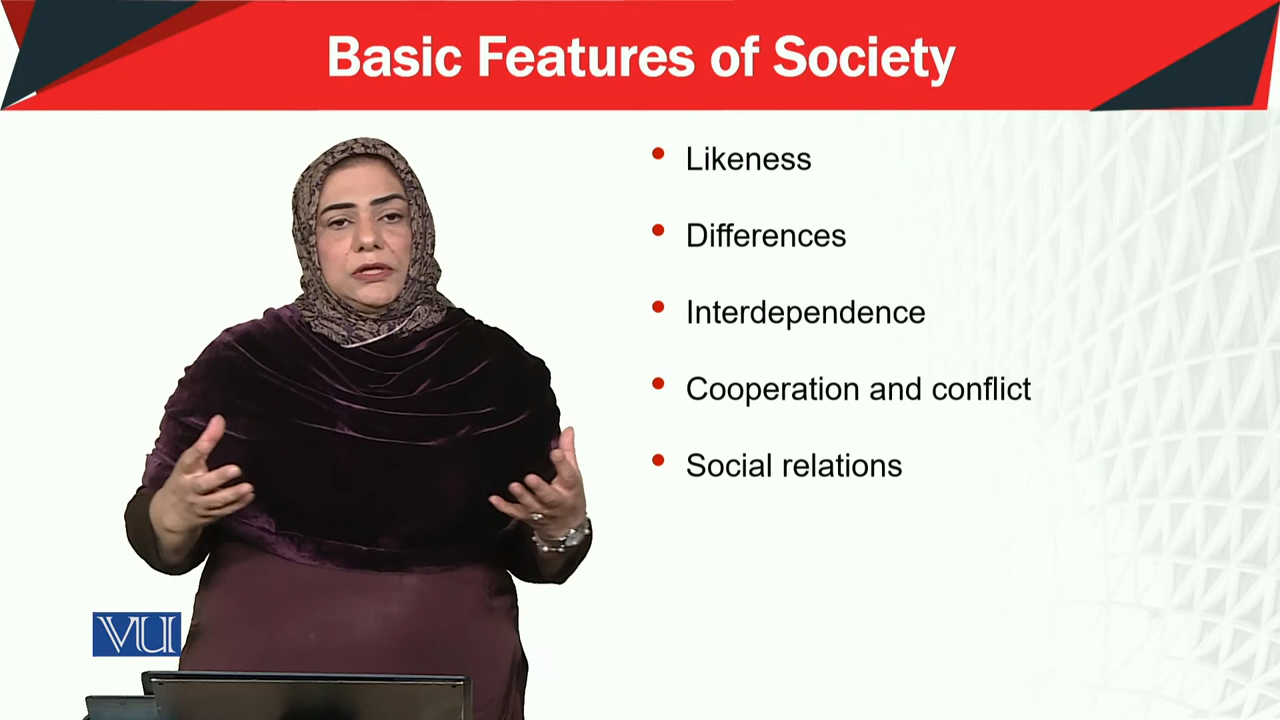 Basic Features of Society
Likeness
Differences
Interdependence
Cooperation and conflict
Social relations
VU